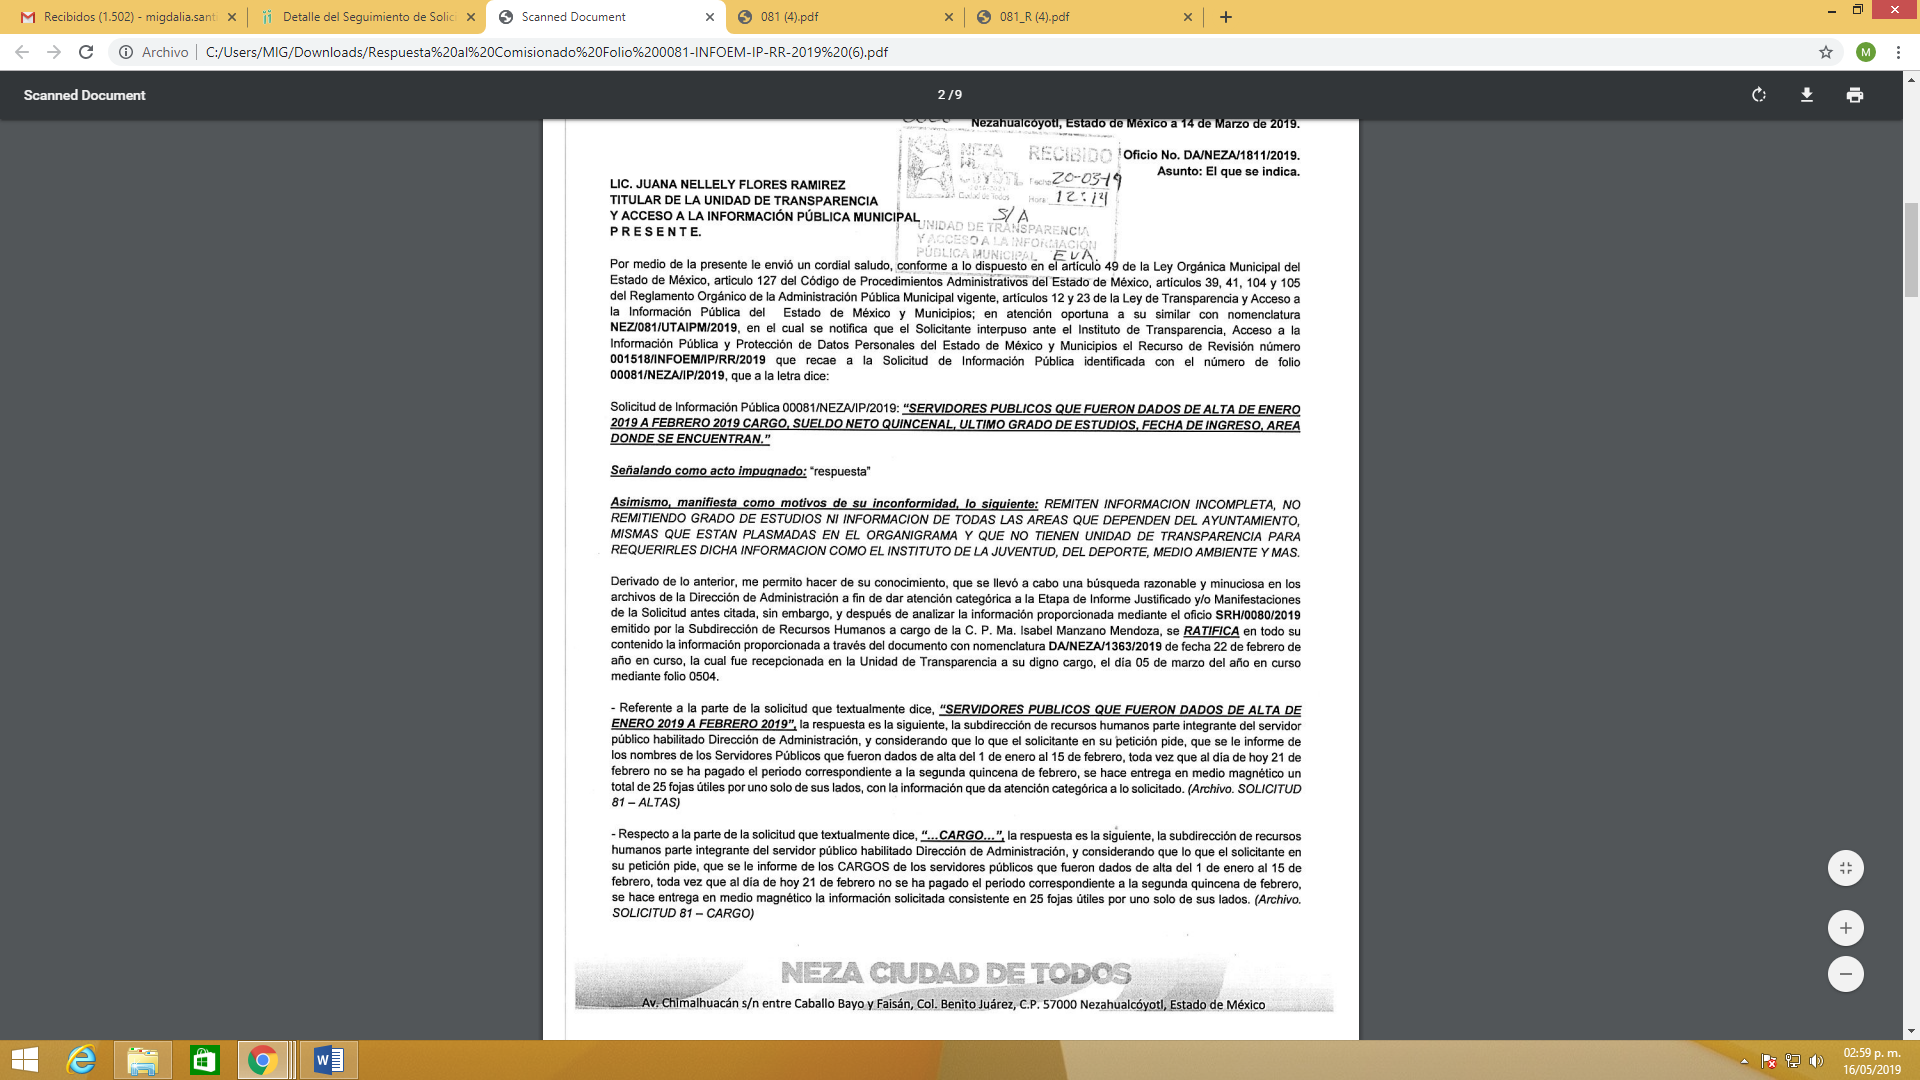 Recibidos (1.502) - migdalia.sant
Detalle del Seguimiento de Solici
Scanned Document
081 (4).pdf
081_R (4).pdf
Archivo
C:/Users/MIG/Downloads/Respuesta%20al%20Comisionado%20Folio%200081-INFOEM-IP-RR-2019%20(6).pdf
M
Scanned Document
2 / 9
Nezahualcóyotl, Estado de México a 14 de Marzo de 2019.
NEZA RECIBIDO
Oficio No. DA/NEZA/1811/2019.
Asunto: El que se indica.
Fecha 20-03-19
Ciudad de Todos
Hora: 12:14
S/A
UNIDAD DE TRANSPARENCIA
Y ACCESO A LA INFORMACIÓN
PÚBLICA MUNICIPAL EVA.
LIC. JUANA NELLELY FLORES RAMIREZ
TITULAR DE LA UNIDAD DE TRANSPARENCIA
Y ACCESO A LA INFORMACIÓN PÚBLICA MUNICIPAL
P R E S E N T E.
Por medio de la presente le envió un cordial saludo, conforme a lo dispuesto en el artículo 49 de la Ley Orgánica Municipal del
Estado de México, articulo 127 del Código de Procedimientos Administrativos del Estado de México, artículos 39, 41, 104 y 105
del Reglamento Orgánico de la Administración Pública Municipal vigente, artículos 12 y 23 de la Ley de Transparencia y Acceso a
la Información Pública del Estado de México y Municipios; en atención oportuna a su similar con nomenclatura
NEZ/081/UTAIPM/2019, en el cual se notifica que el Solicitante interpuso ante el Instituto de Transparencia, Acceso a la
Información Pública y Protección de Datos Personales del Estado de México y Municipios el Recurso de Revisión número
001518/INFOEM/IP/RR/2019 que recae a la Solicitud de Información Pública identificada con el número de folio
00081/NEZA/IP/2019, que a la letra dice:
Solicitud de Información Pública 00081/NEZA/IP/2019: “SERVIDORES PUBLICOS QUE FUERON DADOS DE ALTA DE ENERO
2019 A FEBRERO 2019 CARGO, SUELDO NETO QUINCENAL, ULTIMO GRADO DE ESTUDIOS, FECHA DE INGRESO, AREA
DONDE SE ENCUENTRAN.”
Señalando como acto impugnado: “respuesta”
Asimismo, manifiesta como motivos de su inconformidad, lo siguiente: REMITEN INFORMACION INCOMPLETA, NO
REMITIENDO GRADO DE ESTUDIOS NI INFORMACION DE TODAS LAS AREAS QUE DEPENDEN DEL AYUNTAMIENTO,
MISMAS QUE ESTAN PLASMADAS EN EL ORGANIGRAMA Y QUE NO TIENEN UNIDAD DE TRANSPARENCIA PARA
REQUERIRLES DICHA INFORMACION COMO EL INSTITUTO DE LA JUVENTUD, DEL DEPORTE, MEDIO AMBIENTE Y MAS.
Derivado de lo anterior, me permito hacer de su conocimiento, que se llevó a cabo una búsqueda razonable y minuciosa en los
archivos de la Dirección de Administración a fin de dar atención categórica a la Etapa de Informe Justificado y/o Manifestaciones
de la Solicitud antes citada, sin embargo, y después de analizar la información proporcionada mediante el oficio SRH/0080/2019
emitido por la Subdirección de Recursos Humanos a cargo de la C. P. Ma. Isabel Manzano Mendoza, se RATIFICA en todo su
contenido la información proporcionada a través del documento con nomenclatura DA/NEZA/1363/2019 de fecha 22 de febrero de
año en curso, la cual fue recepcionada en la Unidad de Transparencia a su digno cargo, el día 05 de marzo del año en curso
mediante folio 0504.
- Referente a la parte de la solicitud que textualmente dice, “SERVIDORES PUBLICOS QUE FUERON DADOS DE ALTA DE
ENERO 2019 A FEBRERO 2019”, la respuesta es la siguiente, la subdirección de recursos humanos parte integrante del servidor
público habilitado Dirección de Administración, y considerando que lo que el solicitante en su petición pide, que se le informe de
los nombres de los Servidores Públicos que fueron dados de alta del 1 de enero al 15 de febrero, toda vez que al día de hoy 21 de
febrero no se ha pagado el periodo correspondiente a la segunda quincena de febrero, se hace entrega en medio magnético un
total de 25 fojas útiles por uno solo de sus lados, con la información que da atención categórica a lo solicitado. (Archivo. SOLICITUD
81 – ALTAS)
- Respecto a la parte de la solicitud que textualmente dice, “…CARGO…”, la respuesta es la siguiente, la subdirección de recursos
humanos parte integrante del servidor público habilitado Dirección de Administración, y considerando que lo que el solicitante en
su petición pide, que se le informe de los CARGOS de los servidores públicos que fueron dados de alta del 1 de enero al 15 de
febrero, toda vez que al día de hoy 21 de febrero no se ha pagado el periodo correspondiente a la segunda quincena de febrero,
se hace entrega en medio magnético la información solicitada consistente en 25 fojas útiles por uno solo de sus lados. (Archivo.
SOLICITUD 81 – CARGO)
NEZA CIUDAD DE TODOS
Av. Chimalhuacán s/n entre Caballo Bayo y Faisán, Col. Benito Juárez, C.P. 57000 Nezahualcóyotl, Estado de México
02:59 p. m.
16/05/2019